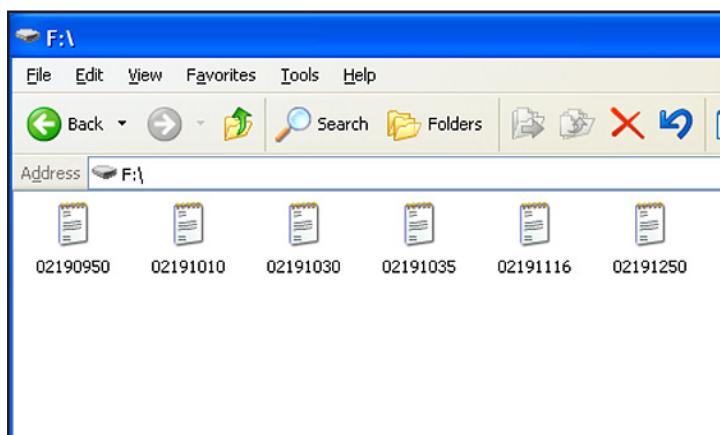 F:\
File Edit View Favorites Tools Help
Back Search Folders
Address F:\
02190950 02191010 02191030 02191035 02191116 02191250